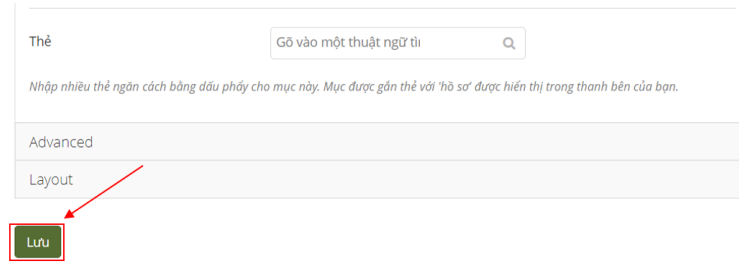 Thẻ
Gõ vào một thuật ngữ tìı
Nhập nhiều thẻ ngăn cách bằng dấu phẩy cho mục này. Mục được gắn thẻ với 'hồ sơ' được hiển thị trong thanh bên của bạn.
Advanced
Layout
Lưu